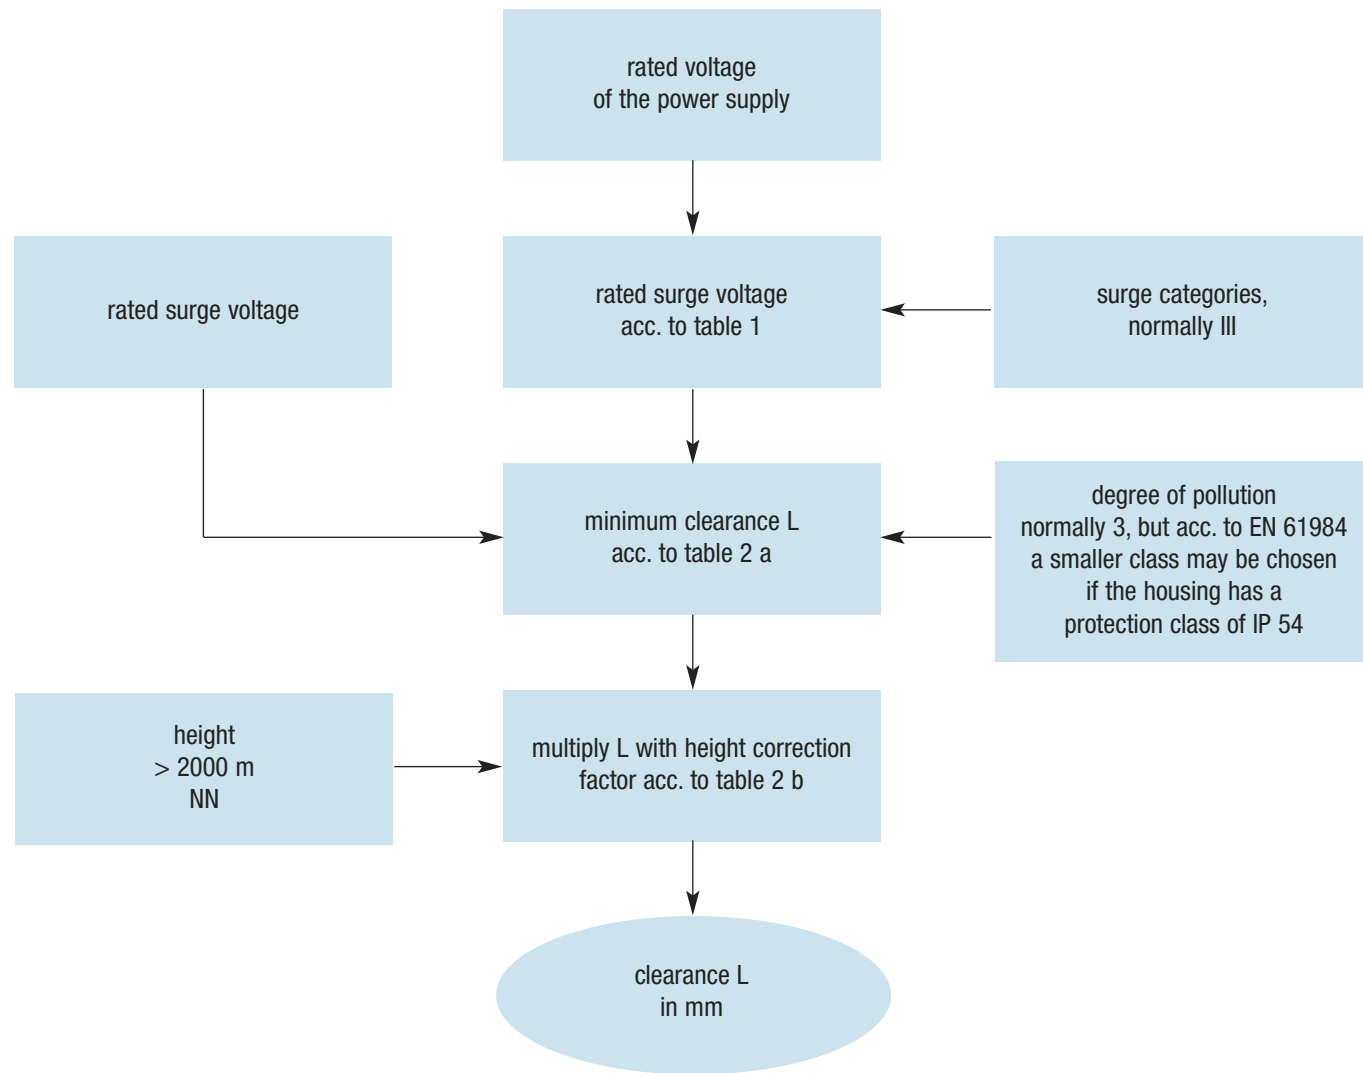 rated voltage
of the power supply
rated surge voltage
rated surge voltage
acc. to table 1
surge categories,
normally III
minimum clearance L
acc. to table 2 a
degree of pollution
normally 3, but acc. to EN 61984
a smaller class may be chosen
if the housing has a
protection class of IP 54
height
> 2000 m
NN
multiply L with height correction
factor acc. to table 2 b
clearance L
in mm